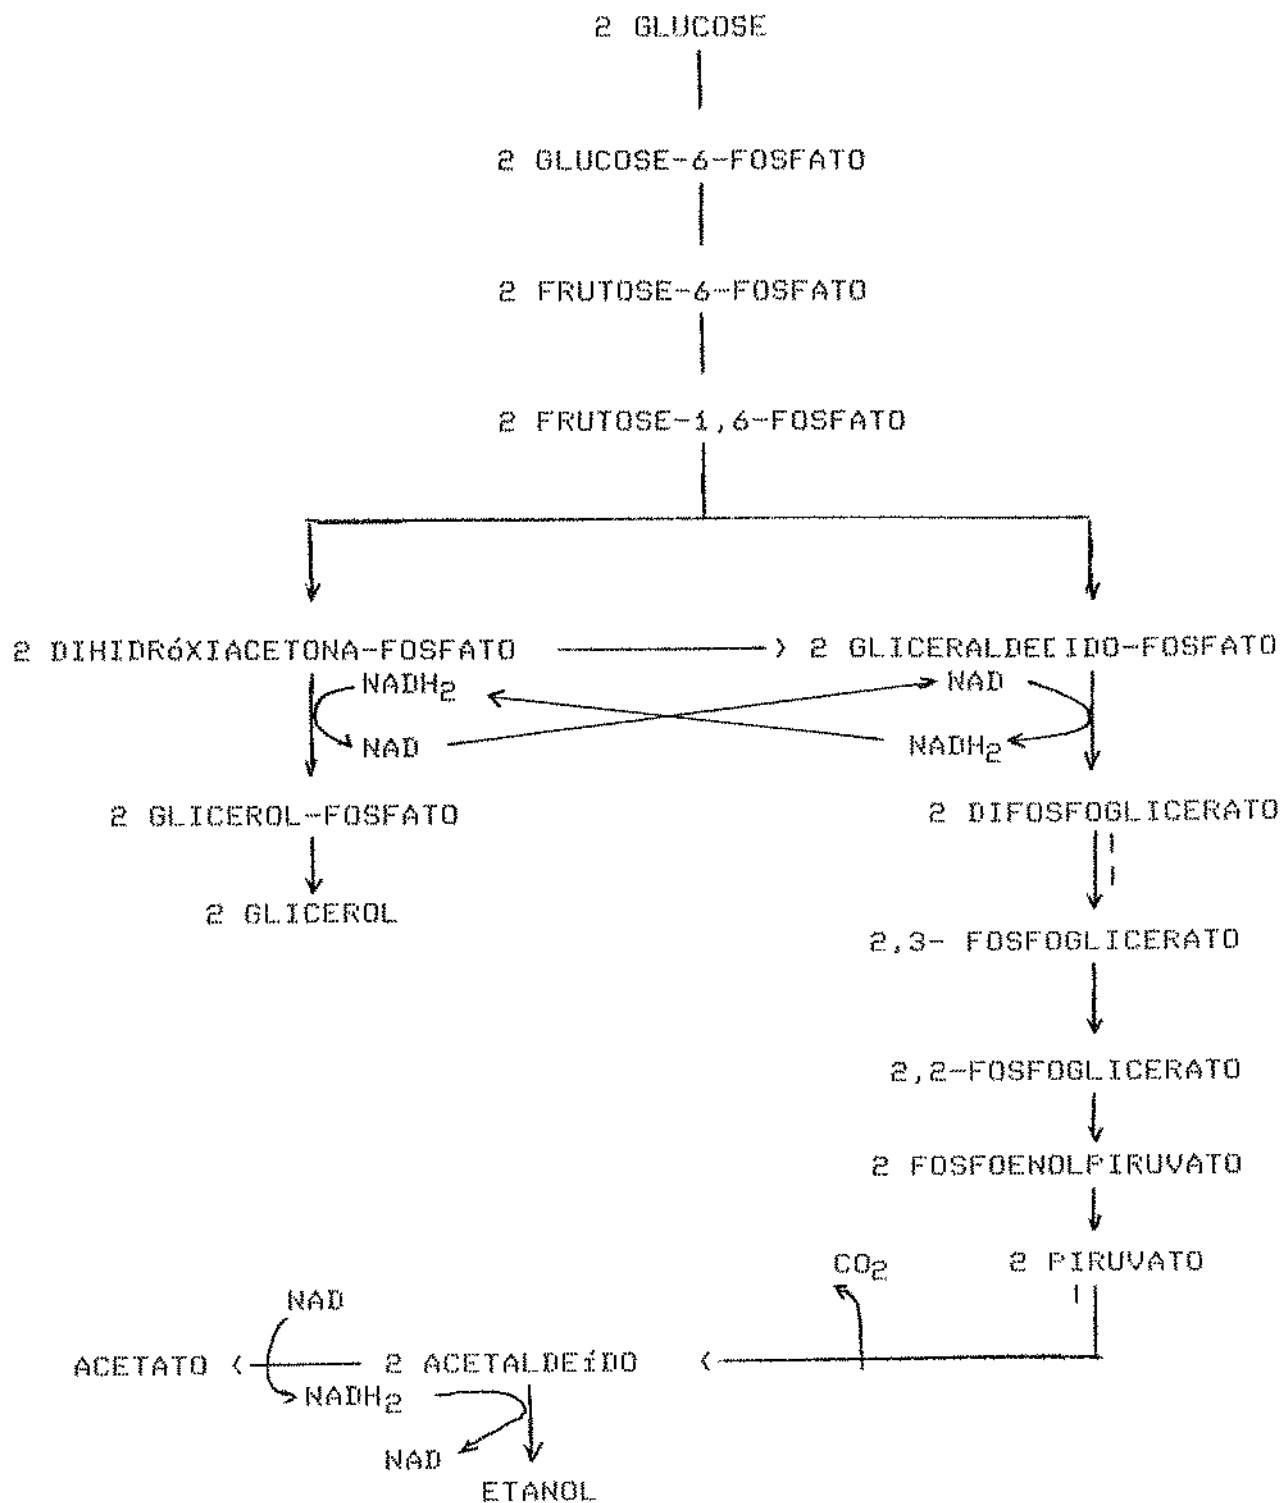 2 GLUCOSE
2 GLUCOSE-6-FOSFATO
2 FRUTOSE-6-FOSFATO
2 FRUTOSE-1,6-FOSFATO
2 DIHIDRóXIACETONA-FOSFATO > 2 GLICERALDEIDO-FOSFATO
NADH2 NAD
NAD NADH2
2 GLICEROL-FOSFATO 2 DIFOSFOGLICERATO
2 GLICEROL
2,3- FOSFOGLICERATO
2,2-FOSFOGLICERATO
2 FOSFOENOLPIRUVATO
CO2 2 PIRUVATO
NAD
ACETATO < 2 ACETALDEíDO <
NADH2
NAD
ETANOL